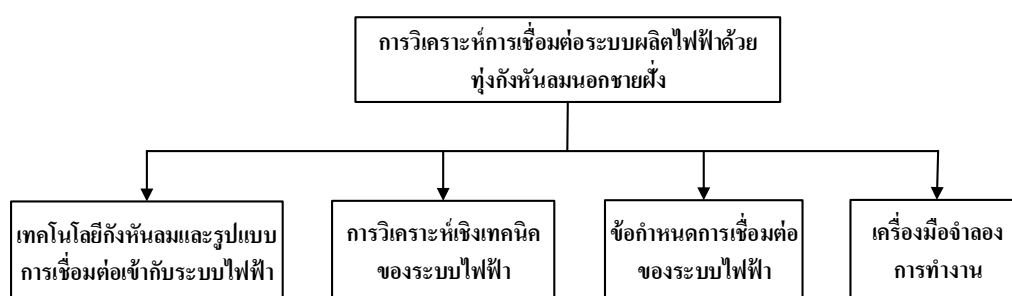 การวิเคราะห์การเชื่อมต่อระบบผลิตไฟฟ้าด้วย
ทุ่งกังหันลมนอกชายฝั่ง
เทคโนโลยีกังหันลมและรูปแบบ
การเชื่อมต่อเข้ากับระบบไฟฟ้า
การวิเคราะห์เชิงเทคนิค
ของระบบไฟฟ้า
ข้อกำหนดการเชื่อมต่อ
ของระบบไฟฟ้า
เครื่องมือจำลอง
การทำงาน